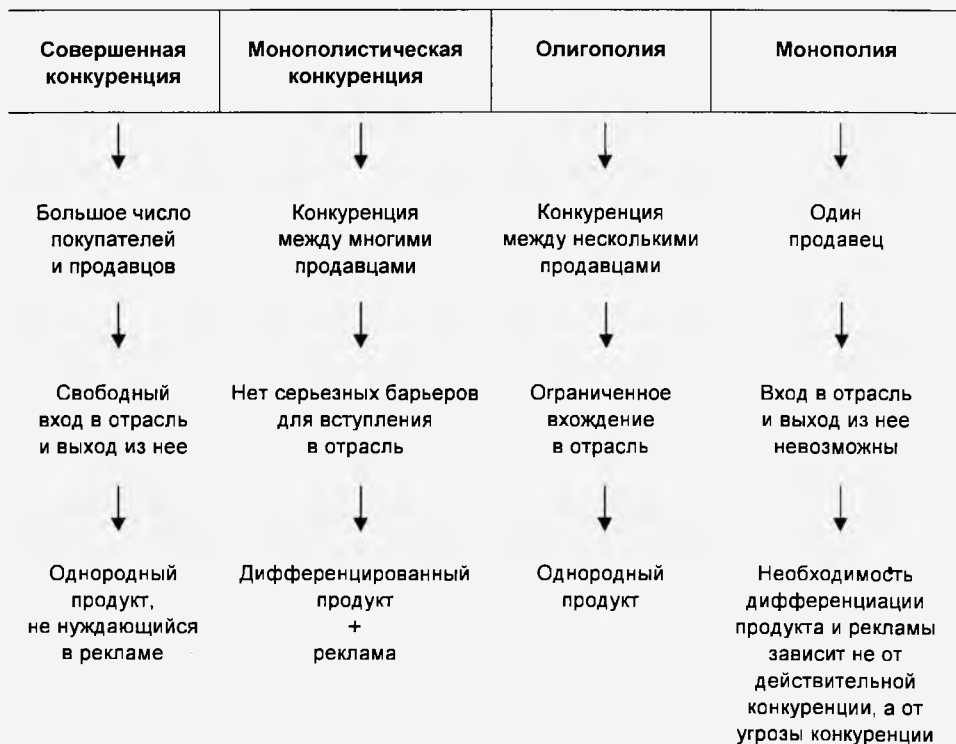 Совершенная
конкуренция
Монополистическая
конкуренция
Олигополия
Монополия
Большое число
покупателей
и продавцов
Конкуренция
между многими
продавцами
Конкуренция
между несколькими
продавцами
Один
продавец
Свободный
вход в отрасль
и выход из нее
Нет серьезных барьеров
для вступления
в отрасль
Ограниченное
вхождение
в отрасль
Вход в отрасль
и выход из нее
невозможны
Однородный
продукт,
не нуждающийся
в рекламе
Дифференцированный
продукт
+
реклама
Однородный
продукт
Необходимость
дифференциации
продукта и рекламы
зависит не от
действительной
конкуренции, а от
угрозы конкуренции